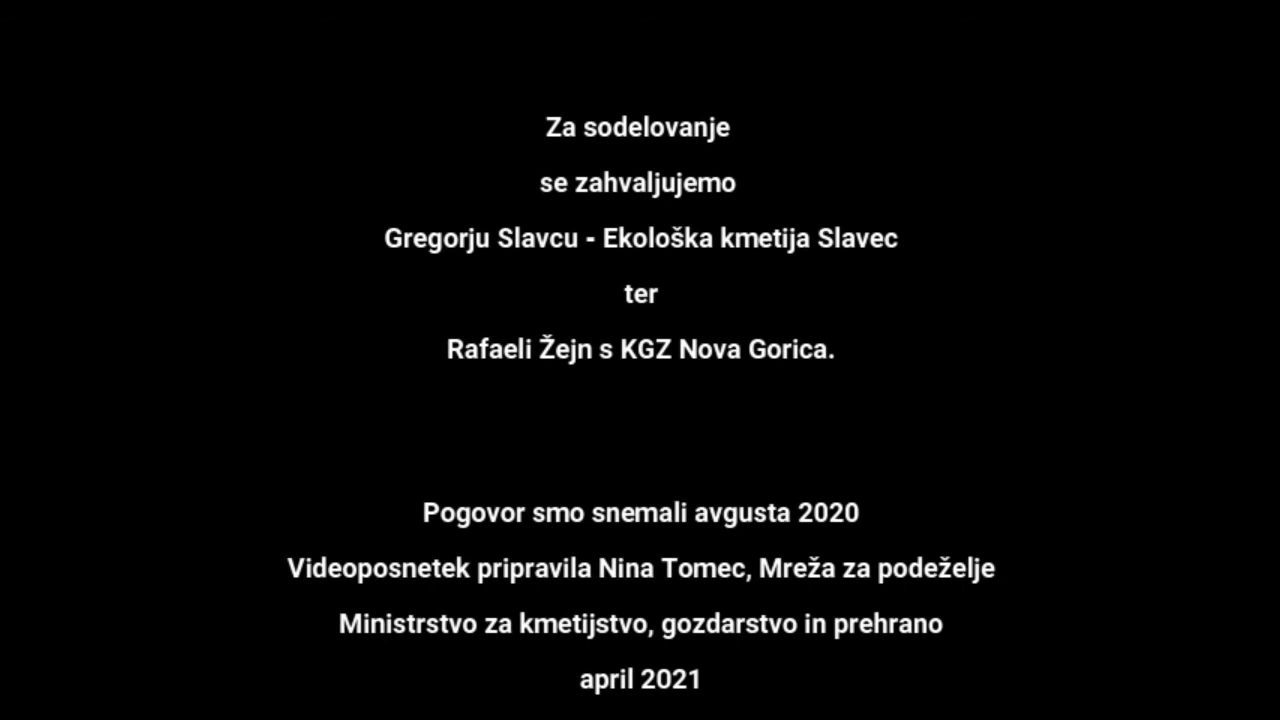 Za sodelovanje
se zahvaljujemo
Gregorju Slavcu - Ekološka kmetija Slavec
ter
Rafaeli Žejn s KGZ Nova Gorica.
Pogovor smo snemali avgusta 2020
Videoposnetek pripravila Nina Tomec, Mreža za podeželje
Ministrstvo za kmetijstvo, gozdarstvo in prehrano
april 2021